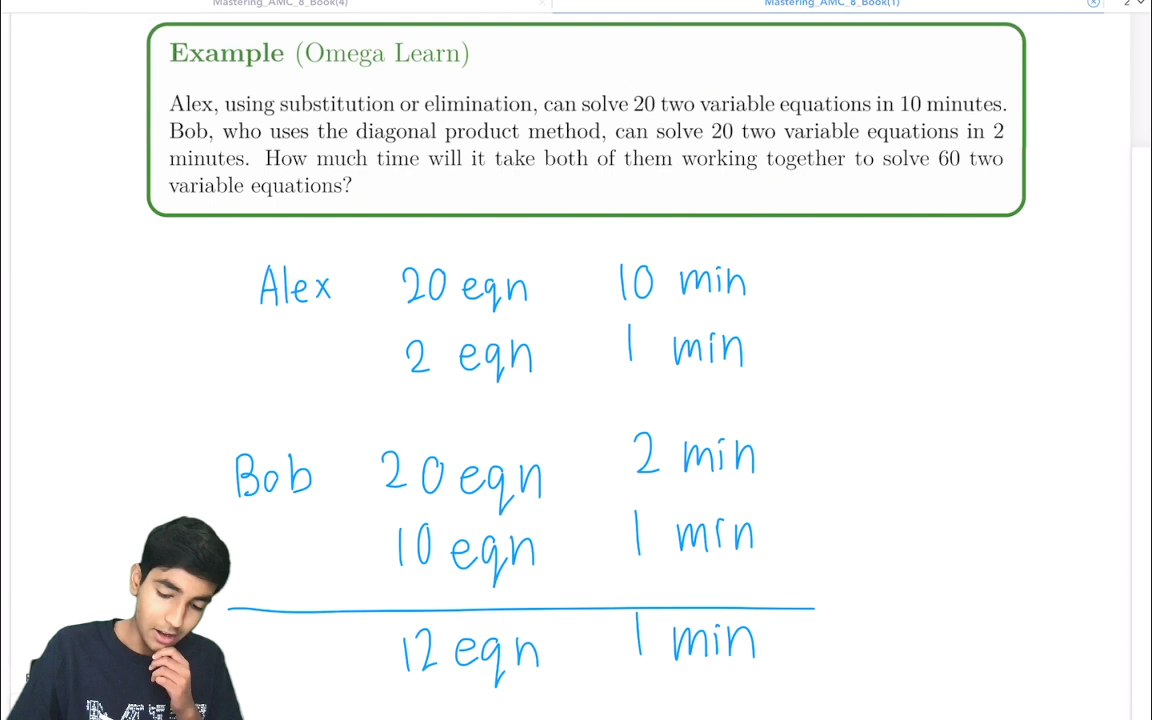 Mastering_AMC_8_Book(4) Mastering_AMC_8_Book(1) 2
Example (Omega Learn)
Alex, using substitution or elimination, can solve 20 two variable equations in 10 minutes.
Bob, who uses the diagonal product method, can solve 20 two variable equations in 2
minutes. How much time will it take both of them working together to solve 60 two
variable equations?
Alex 20 eqn 10 min
2 eqn 1 min
Bob 20 eqn 2 min
10 eqn 1 min
12 eqn 1 min